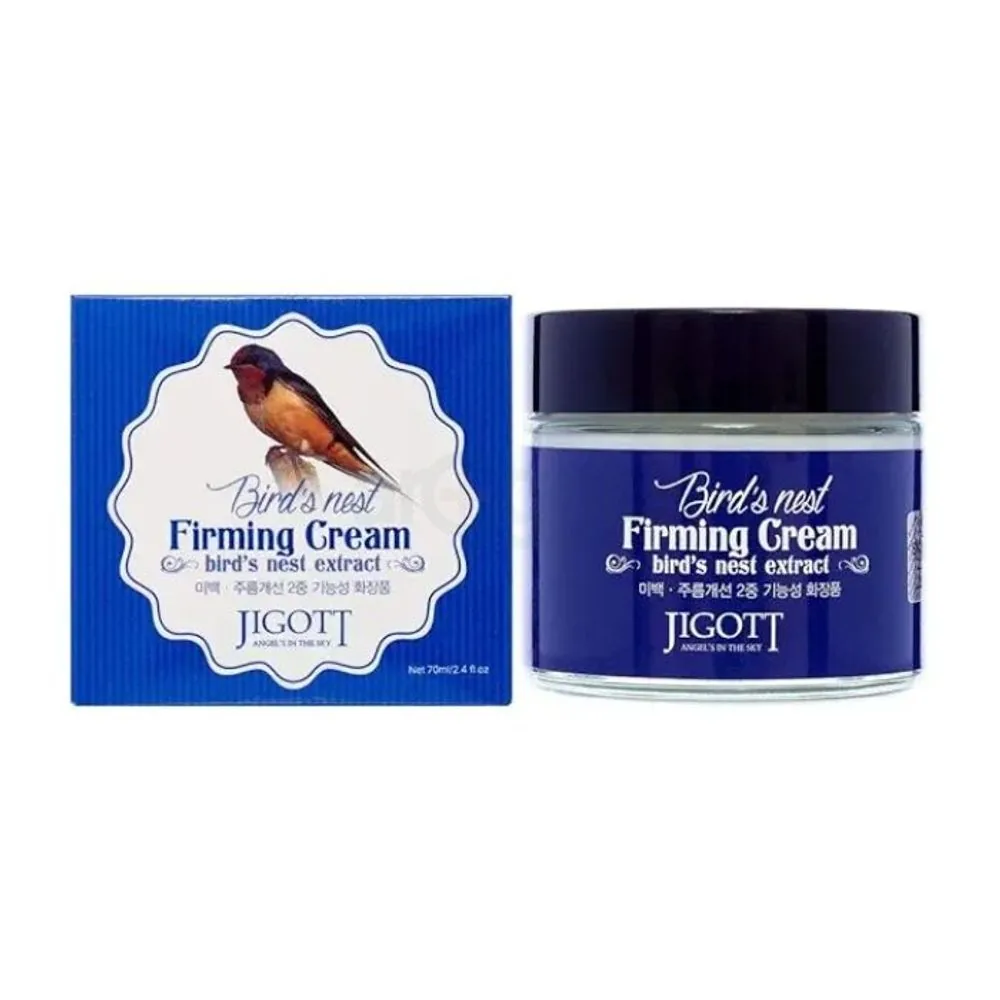 Bird's nest
Firming Cream
bird's nest extract
미백 · 주름개선 2중 기능성 화장품
JIGOTT
ANGEL'S IN THE SKY
Net 70ml/2.4 fl oz
Bird's nest
Firming Cream
bird's nest extract
미백 · 주름개선 2중 기능성 화장품
JIGOTT
ANGEL'S IN THE SKY